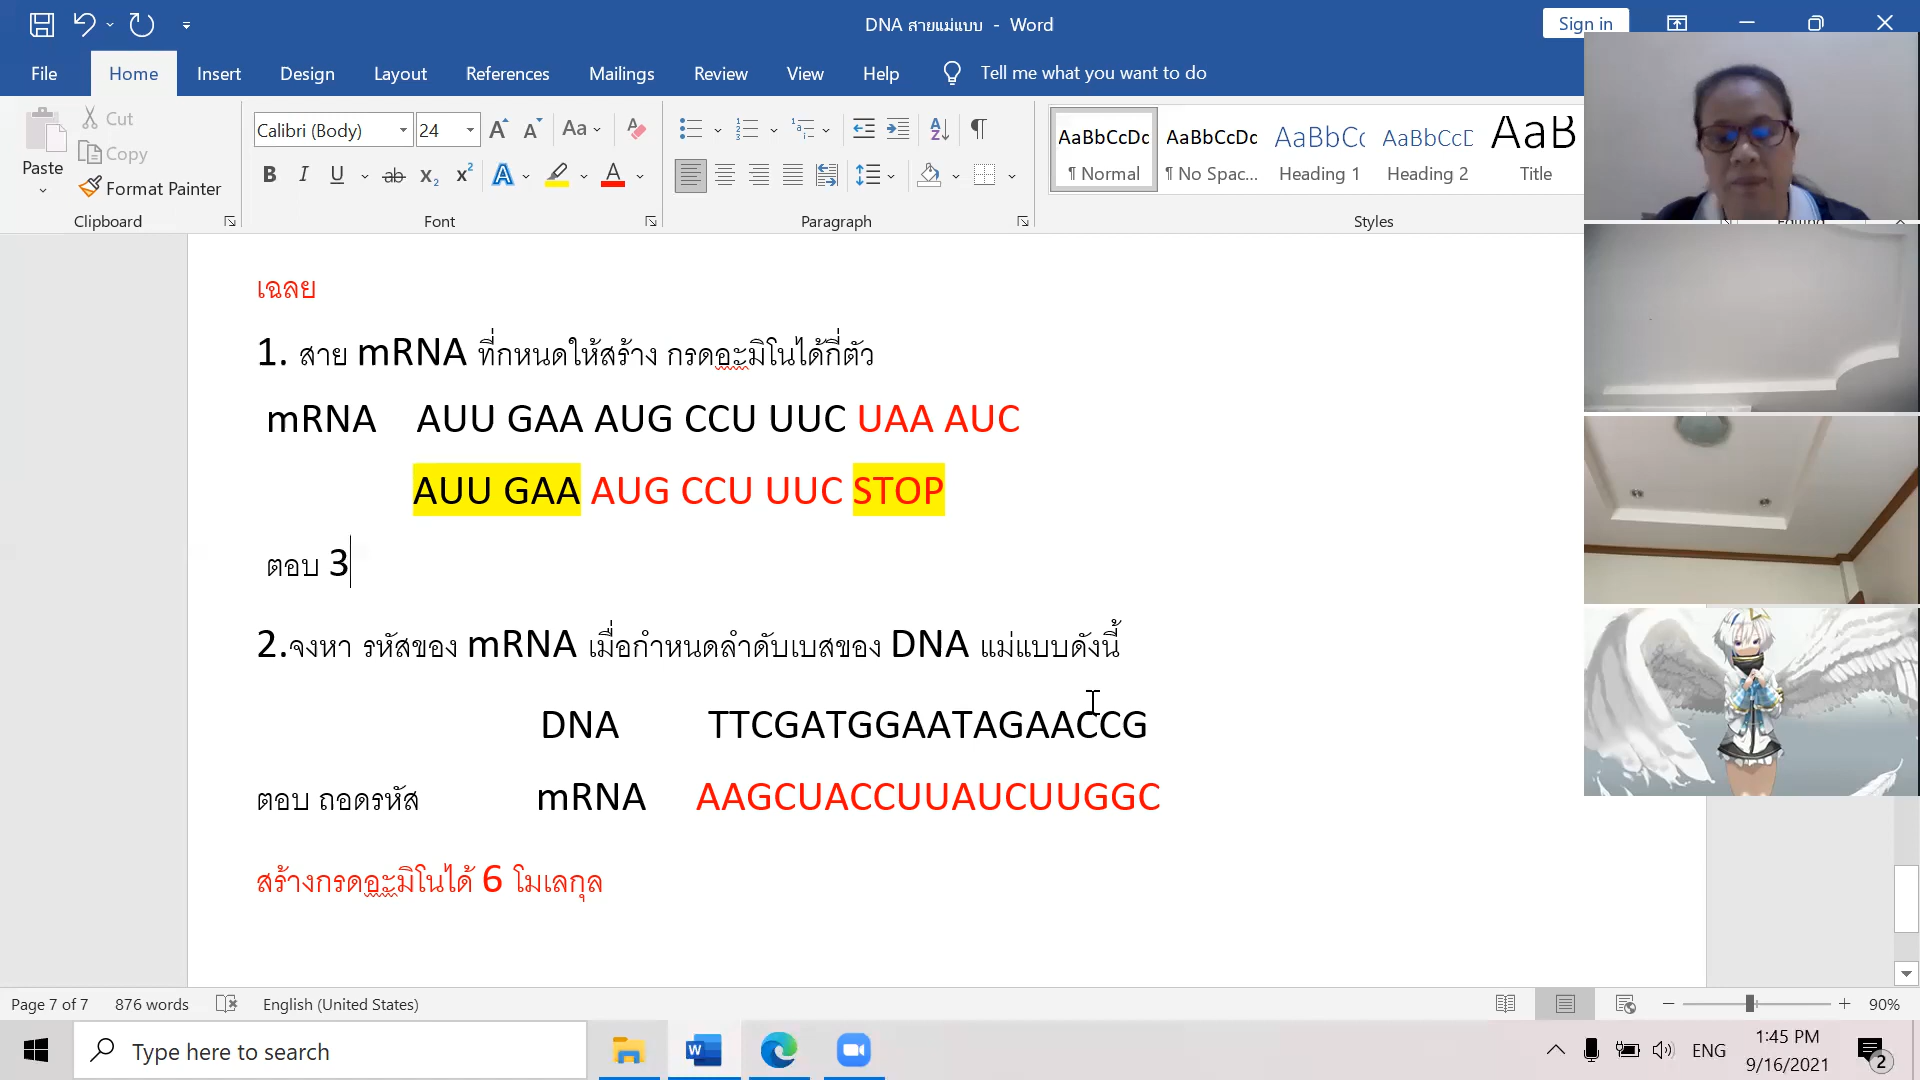 DNA สายแม่แบบ - Word
Sign in
File Home Insert Design Layout References Mailings Review View Help Tell me what you want to do
Paste
Cut
Copy
Format Painter
Clipboard
Calibri (Body) 24
Font
Paragraph
AaBbCcDc AaBbCcDc AaBbCc AaBbCcD AaB
¶ Normal ¶ No Spac... Heading 1 Heading 2 Title
Styles
เฉลย
1. สาย mRNA ที่กหนดให้สร้าง กรดอะมิโนได้กี่ตัว
mRNA AUU GAA AUG CCU UUC UAA AUC
AUU GAA AUG CCU UUC STOP
ตอบ 3
2.จงหา รหัสของ mRNA เมื่อกำหนดลำดับเบสของ DNA แม่แบบดังนี้
DNA TTCGATGGAATAGAACCG
ตอบ ถอดรหัส mRNA AAGCUACCUUAUCUUGGC
สร้างกรดอะมิโนได้ 6 โมเลกุล
Page 7 of 7 876 words English (United States) 90%
Type here to search
ENG
1:45 PM
9/16/2021
2